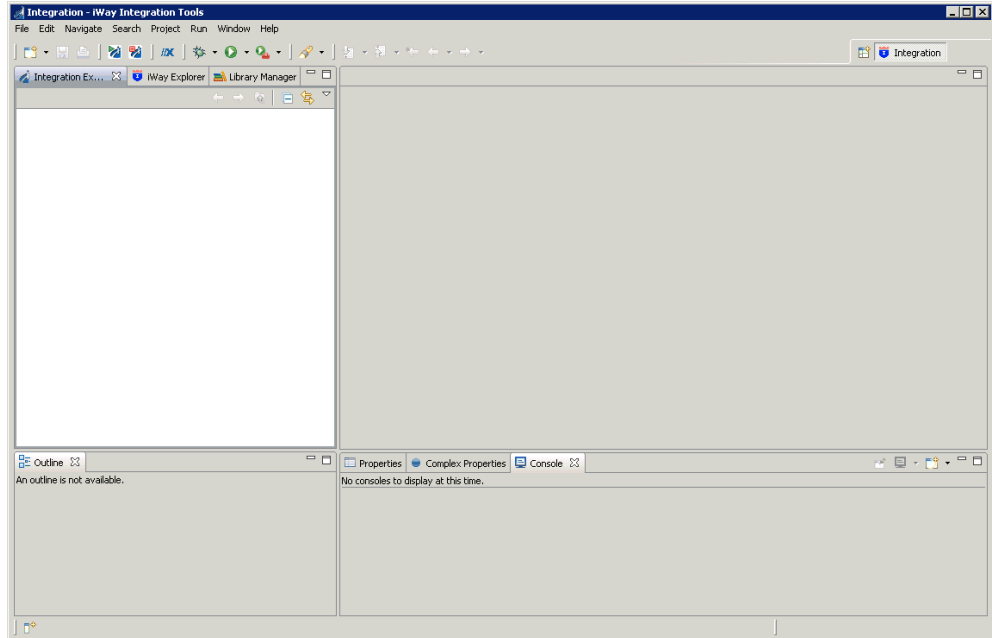 Integration - iWay Integration Tools
File Edit Navigate Search Project Run Window Help
Integration
Integration Ex... iWay Explorer Library Manager
Outline
An outline is not available.
Properties Complex Properties Console
No consoles to display at this time.